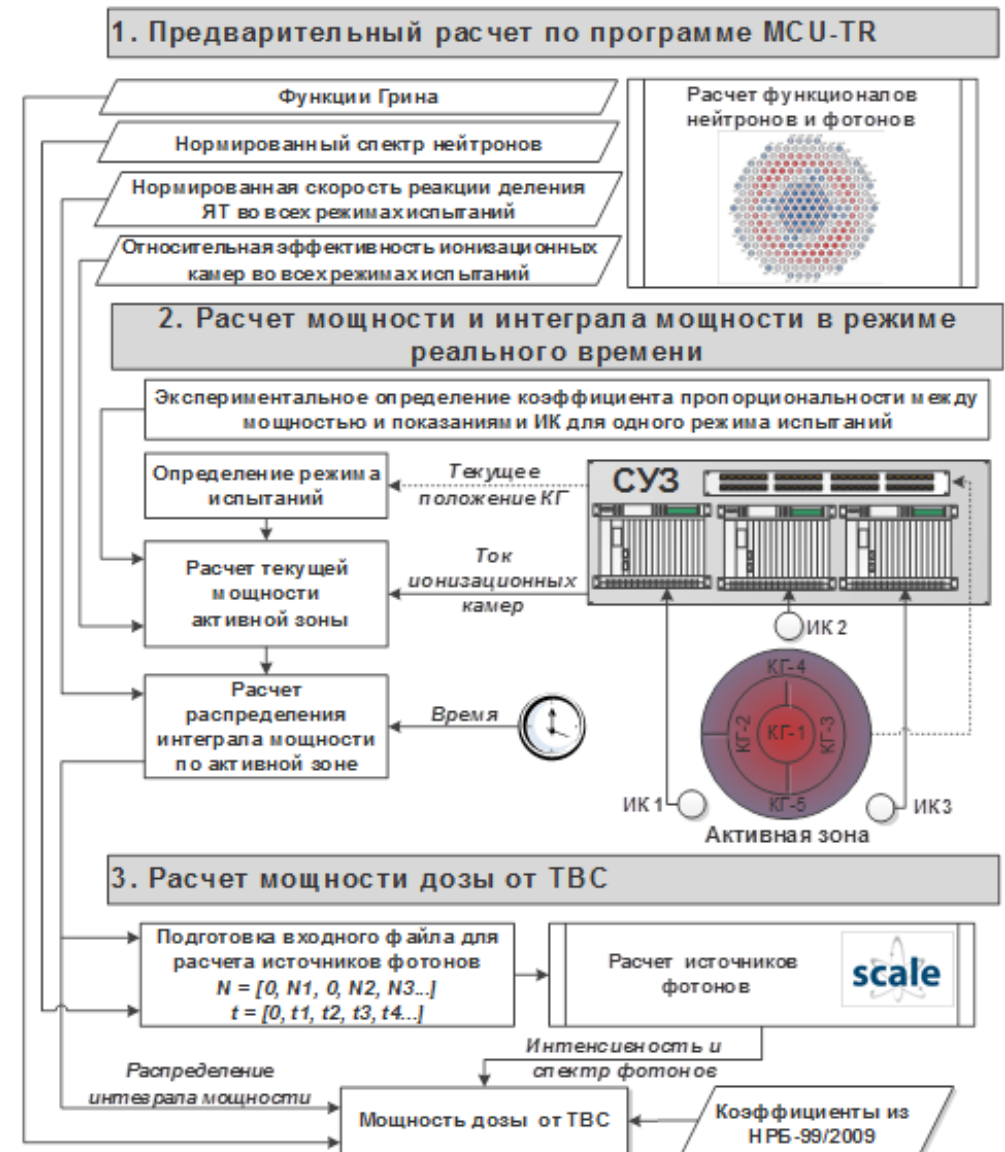 1. Предварительный расчет по программе MCU-TR
Функции Грина
Нормированный спектр нейтронов
Нормированная скорость реакции деления
ЯТ во всех режимах испытаний
Относительная эффективность ионизационных
камер во всех режимах испытаний
Расчет функционалов
нейтронов и фотонов
2. Расчет мощности и интеграла мощности в режиме
реального времени
Экспериментальное определение коэффициента пропорциональности между
мощностью и показаниями ИК для одного режима испытаний
Определение режима
испытаний
Текущее
положение КГ
СУЗ
Расчет текущей
мощности
активной зоны
Ток
ионизационных
камер
ИК 2
Расчет
распределения
интеграла мощности
по активной зоне
Время
КГ-4
КГ-2
КГ-1
КГ-3
КГ-5
ИК 1
ИК 3
Активная зона
3. Расчет мощности дозы от ТВС
Подготовка входного файла для
расчета источников фотонов
N = [0, N1, 0, N2, N3...]
t = [0, t1, t2, t3, t4...]
Расчет источников
фотонов
scale
Интенсивность и
спектр фотонов
Распределение
интеграла мощности
Мощность дозы от ТВС
Коэффициенты из
НРБ-99/2009